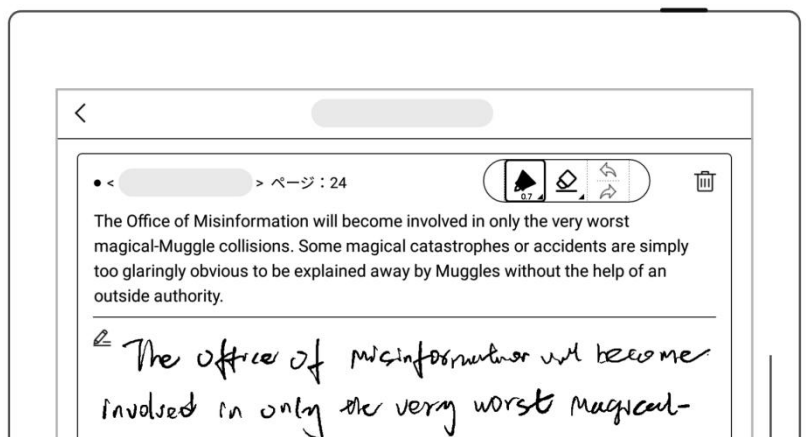 ● < > ページ：24
0.7
The Office of Misinformation will become involved in only the very worst
magical-Muggle collisions. Some magical catastrophes or accidents are simply
too glaringly obvious to be explained away by Muggles without the help of an
outside authority.
The office of misinformation will become
involved in only the very worst magical-